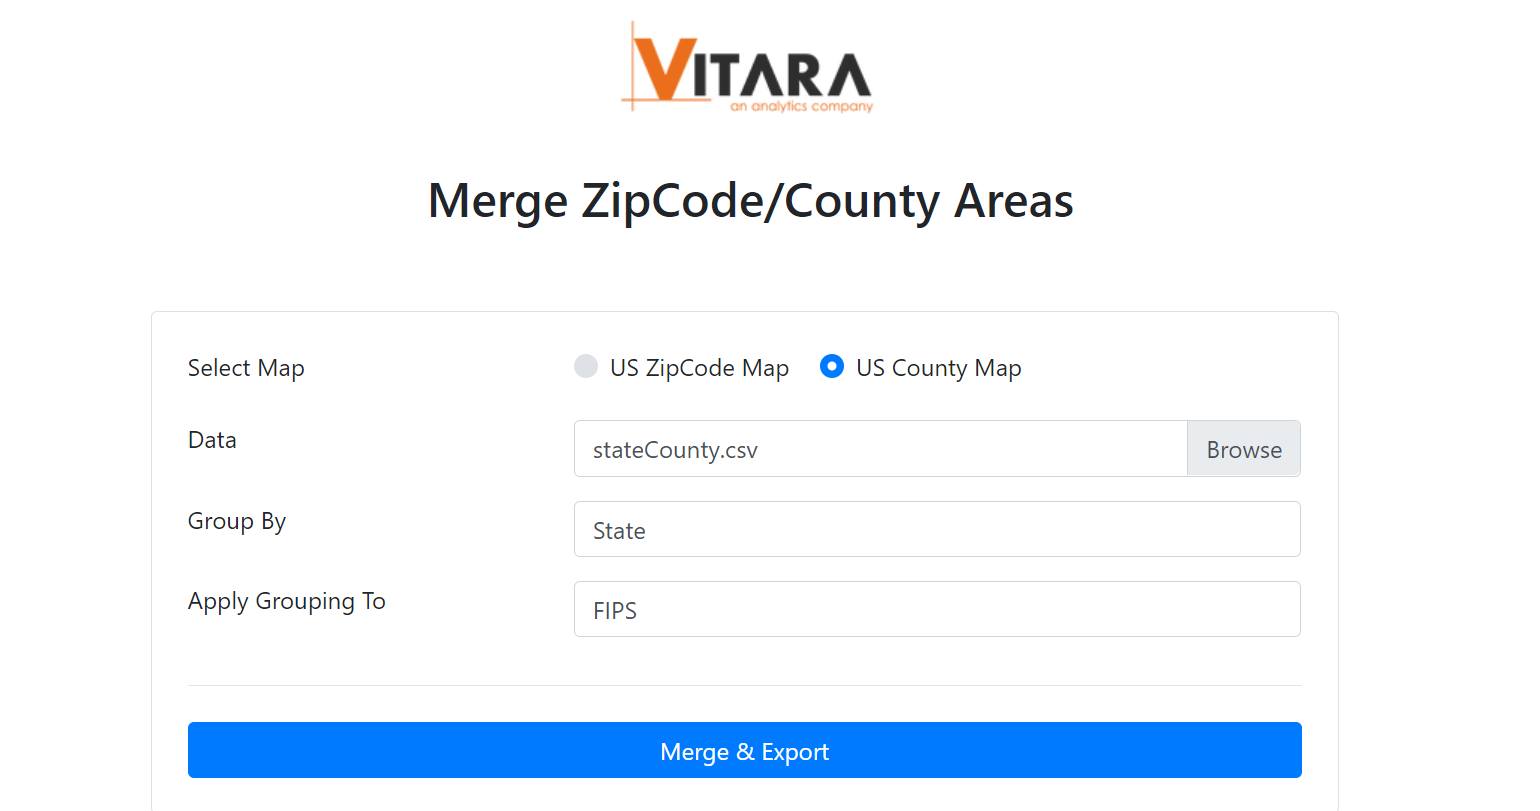 VITARA
an analytics company
Merge ZipCode/County Areas
Select Map US ZipCode Map US County Map
Data stateCounty.csv Browse
Group By State
Apply Grouping To FIPS
Merge & Export